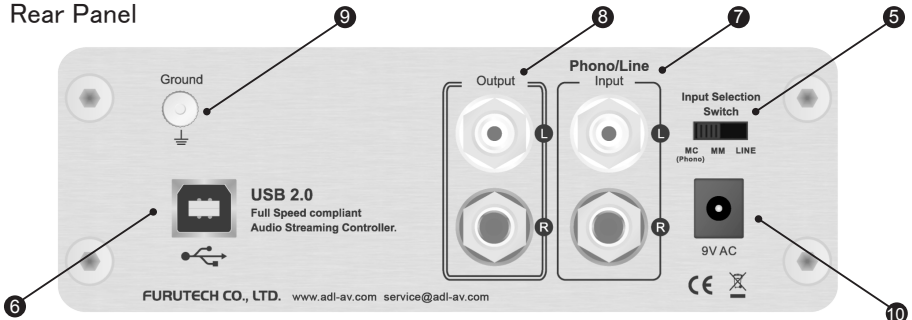 Rear Panel
9
8
7
5
Ground
Phono/Line
Output
Input
Input Selection
Switch
L
L
MC
MM
LINE
(Phono)
USB 2.0
Full Speed compliant
Audio Streaming Controller.
R
R
9V AC
CE
FURUTECH CO., LTD. www.adl-av.com service@adl-av.com
6
10